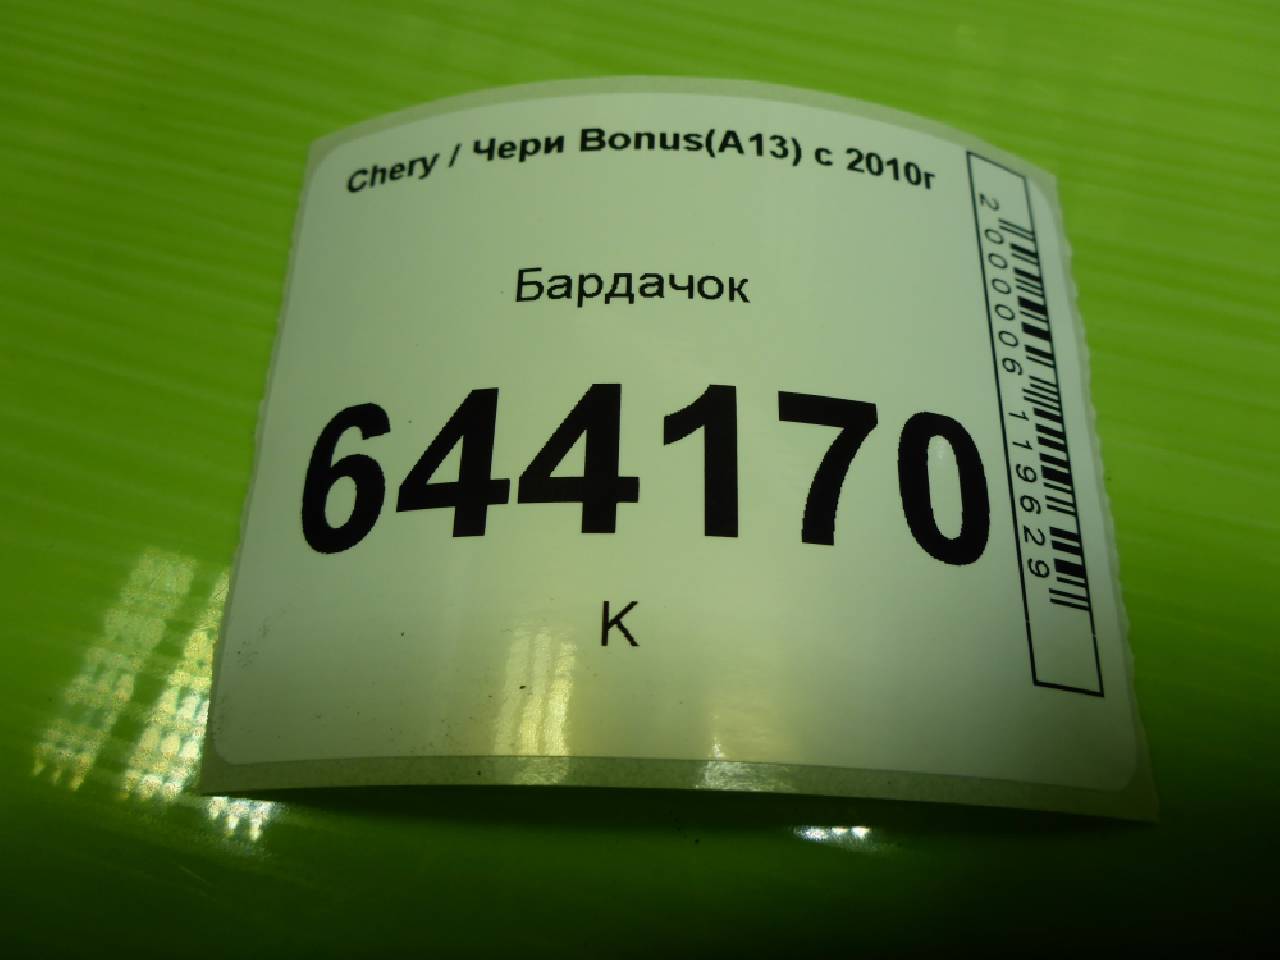 Chery / Чери Bonus(A13) с 2010г
Бардачок
644170
К
2000006119629